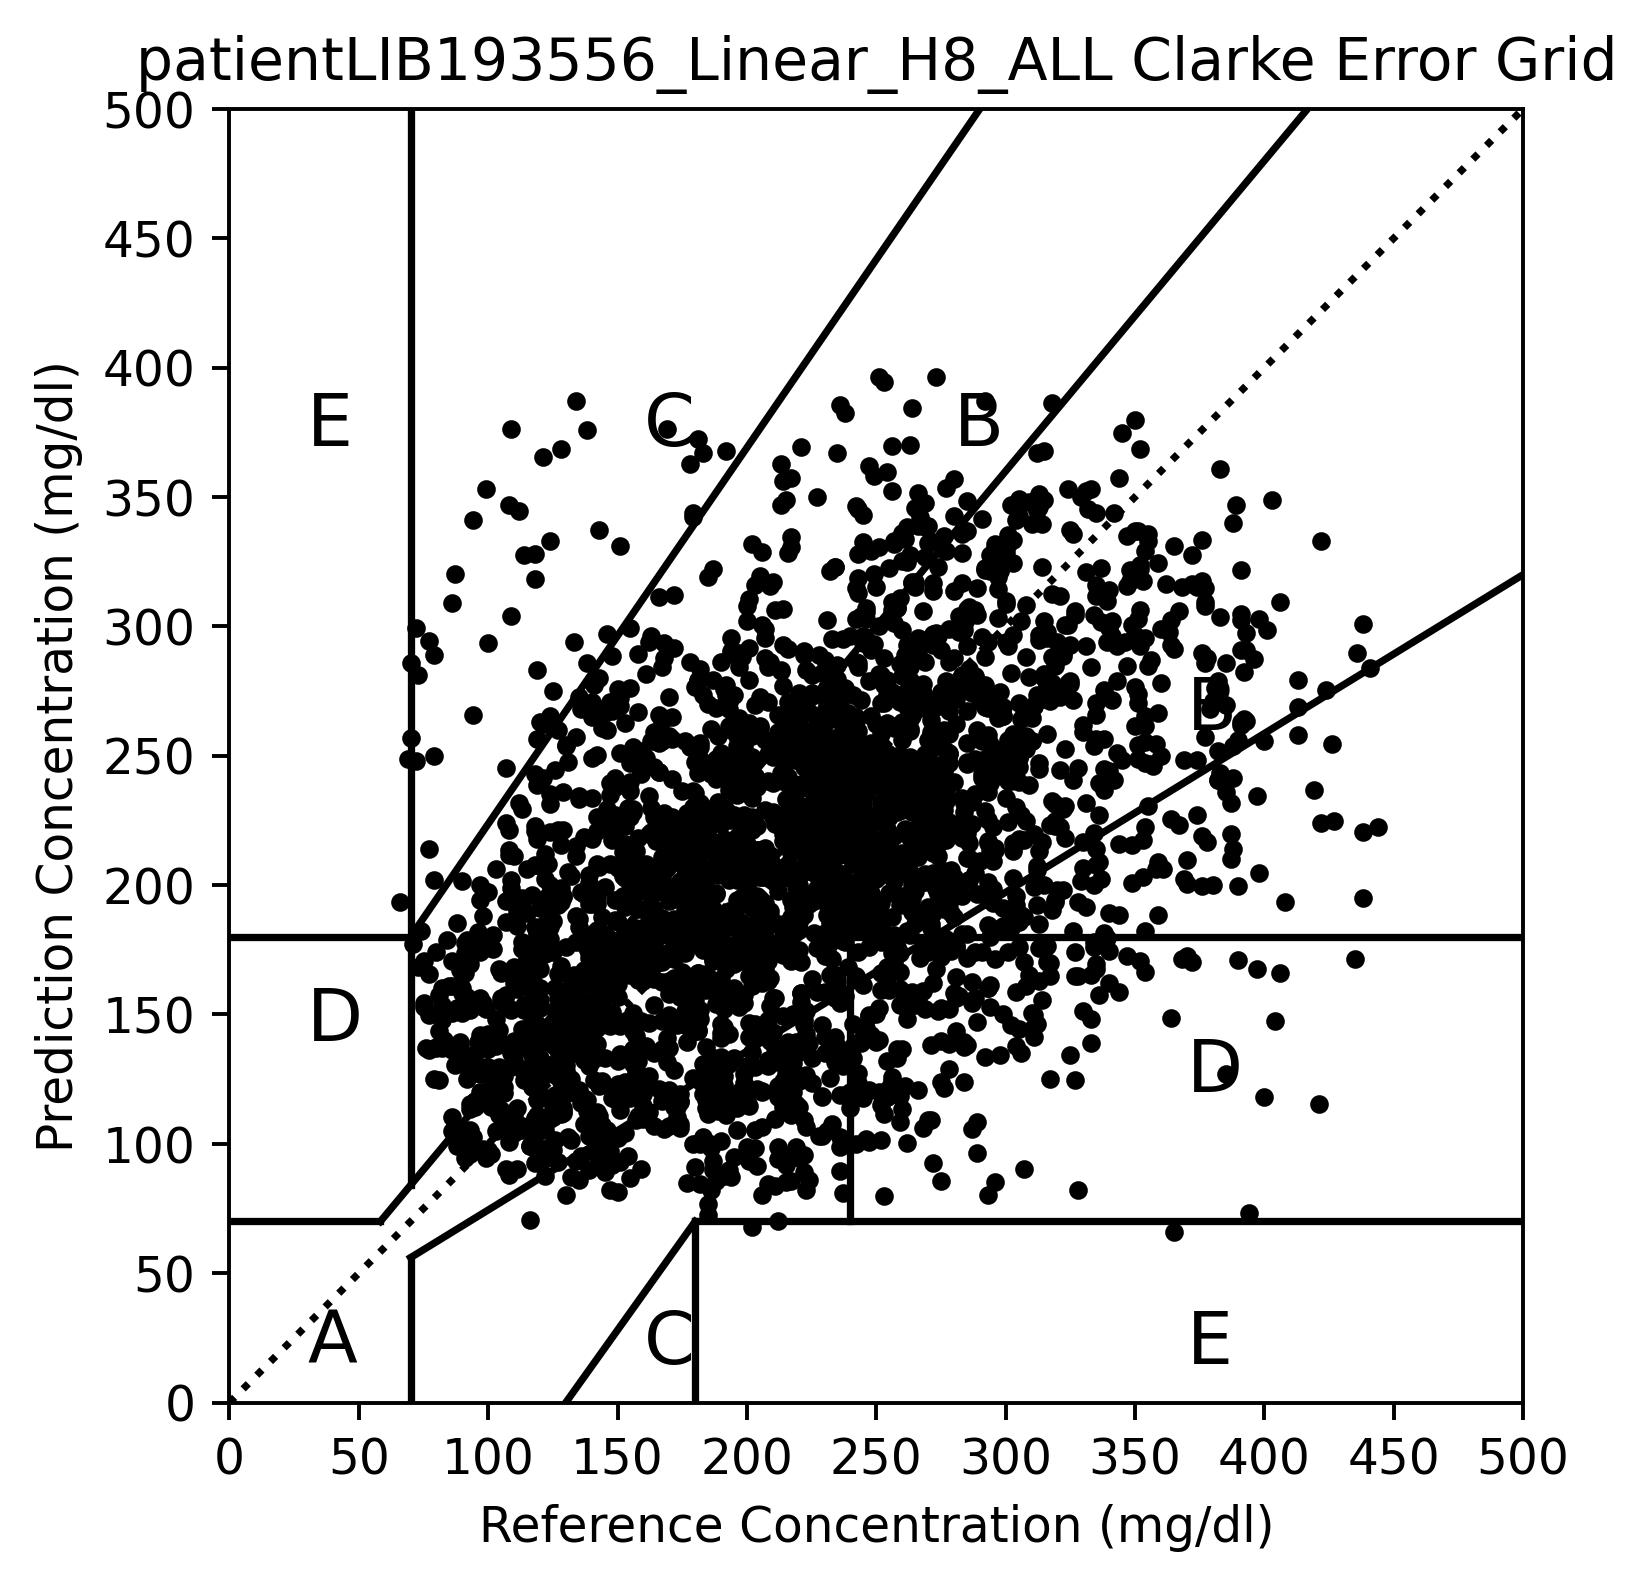 patientLIB193556_Linear_H8_ALL Clarke Error Grid
500
450
400
350
300
250
200
150
100
50
0
Prediction Concentration (mg/dl)
E
C
B
B
D
D
A
C
E
0 50 100 150 200 250 300 350 400 450 500
Reference Concentration (mg/dl)